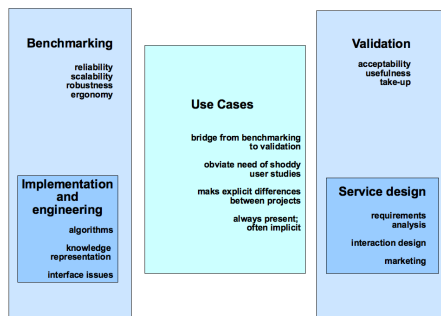 Benchmarking
reliability
scalability
robustness
ergonomy
Implementation
and
engineering
algorithms
knowledge
representation
interface issues
Use Cases
bridge from benchmarking
to validation
obviate need of shoddy
user studies
maks explicit differences
between projects
always present;
often implicit
Validation
acceptability
usefulness
take-up
Service design
requirements
analysis
interaction design
marketing